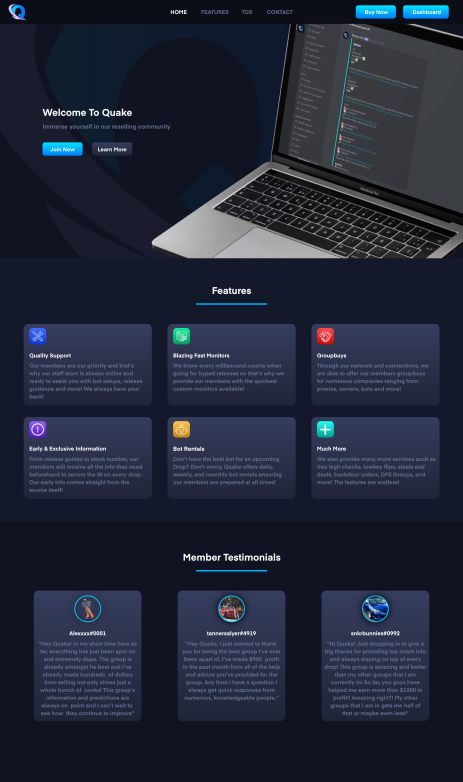 HOME FEATURES TOS CONTACT Buy Now Dashboard
Welcome To Quake
Immerse yourself in our reselling community
Join Now Learn More
MacBook Pro
Features
Quality Support
Our members are our priority and that's
why our staff team is always online and
ready to assist you with bot setups, release
guidance and more! We always have your
back!
Blazing Fast Monitors
We know every millisecond counts when
going for hyped releases so that's why we
provide our members with the quickest
custom monitors available!
Groupbuys
Through our network and connections, we
are able to offer our members groupbuys
for numerous companies ranging from
proxies, servers, bots and more!
Early & Exclusive Information
From release guides to stock number, our
members will receive all the info they need
beforehand to secure the W on every drop.
Our early info comes straight from the
source itself!
Bot Rentals
Don't have the best bot for an upcoming
Drop? Don't worry, Quake offers daily,
weekly, and monthly bot rentals ensuring
our members are prepared at all times!
Much More
We also provide many more services such as
free legit checks, lowkey flips, steals and
deals, backdoor orders, DFS lineups, and
more! The features are endless!
Member Testimonials
Alexxxx#0001
"Hey Quake! In my short time here so
far, everything has just been spot on
and extremely dope. The group is
already amongst he best and I've
already made hundreds of dollars
from selling not only shoes just a
whole bunch of cooks! This group's
information and predictions are
always on point and I can't wait to
see how they continue to improve"
tannersalyer#4919
"Hey Quake, I just wanted to thank
you for being the best group I've ever
been apart of. I've made $900 profit
in the past month from all of the help
and advice you've provided for the
group. Any time I have a question I
always get quick responses from
numerous, knowledgeable people."
snkrbunnies#0992
"Hi Quake! Just dropping in to give a
big thanks for providing top notch info
and always staying on top of every
drop! This group is amazing and better
than my other groups that I am
currently in! So far, you guys have
helped me earn more than $1200 in
profit!! Amazing right?! My other
groups that I am in gets me half of
that or maybe even less!"